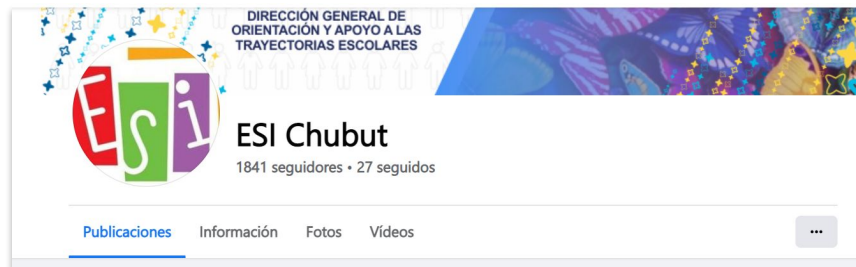 DIRECCIÓN GENERAL DE
ORIENTACIÓN Y APOYO A LAS
TRAYECTORIAS ESCOLARES
ESi
ESI Chubut
1841 seguidores • 27 seguidos
Publicaciones Información Fotos Vídeos